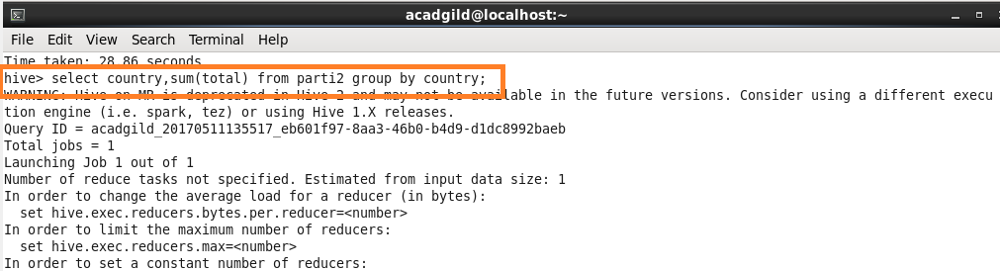 acadgild@localhost:~
File Edit View Search Terminal Help
Time taken: 28.86 seconds
hive> select country,sum(total) from parti2 group by country;
WARNING: Hive-on-MR is deprecated in Hive 2 and may not be available in the future versions. Consider using a different execu
tion engine (i.e. spark, tez) or using Hive 1.X releases.
Query ID = acadgild_20170511135517_eb601f97-8aa3-46b0-b4d9-d1dc8992baeb
Total jobs = 1
Launching Job 1 out of 1
Number of reduce tasks not specified. Estimated from input data size: 1
In order to change the average load for a reducer (in bytes):
  set hive.exec.reducers.bytes.per.reducer=<number>
In order to limit the maximum number of reducers:
  set hive.exec.reducers.max=<number>
In order to set a constant number of reducers: